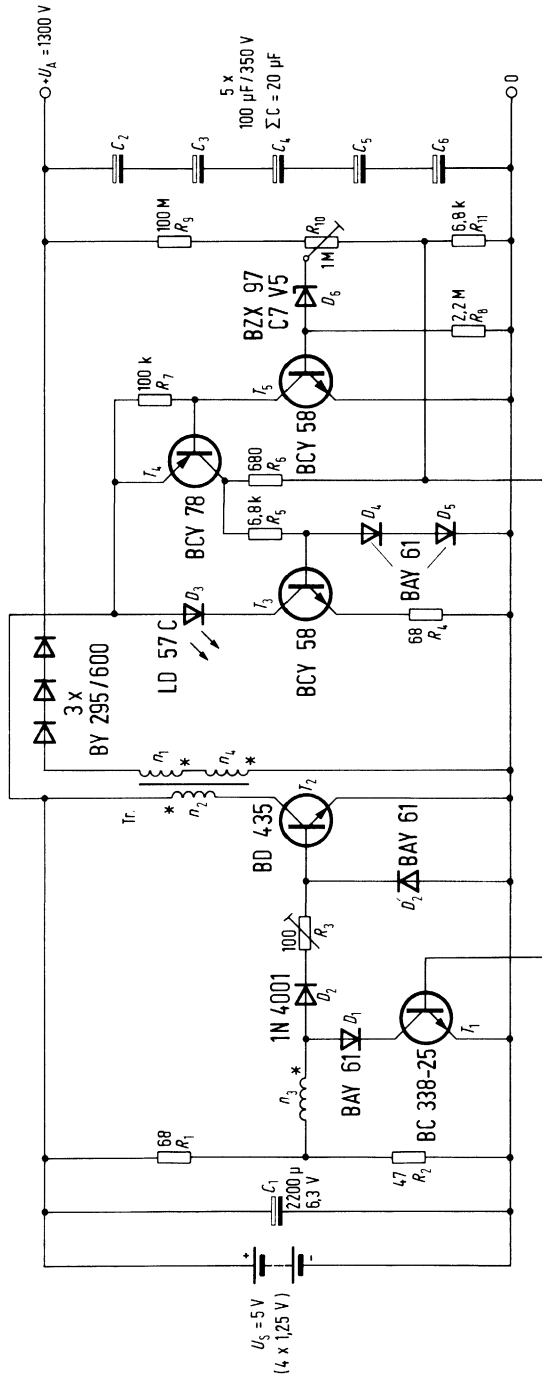 U_S = 5 V
(4 x 1,25 V)
+
−
C₁
2200 µ
6,3 V
68
R₁
47
R₂
n₃
*
1N 4001
D₂
BAY 61
D₁
BC 338-25
T₁
100
R₃
D₂'
BAY 61
BD 435
T₂
Tr.
*
n₂
n₁
*
n₄
*
3 x
BY 295/600
LD 57 C
D₃
BCY 58
T₃
68
R₄
6,8 k
R₅
680
R₆
BAY 61
D₄
D₅
BCY 78
T₄
100 k
R₇
T₅
BCY 58
BZX 97
C7 V5
D₆
2,2 M
R₈
100 M
R₉
R₁₀
1M
6,8 k
R₁₁
C₂
C₃
C₄
C₅
C₆
5 x
100 µF/350 V
ΣC = 20 µF
+U_A = 1300 V
0